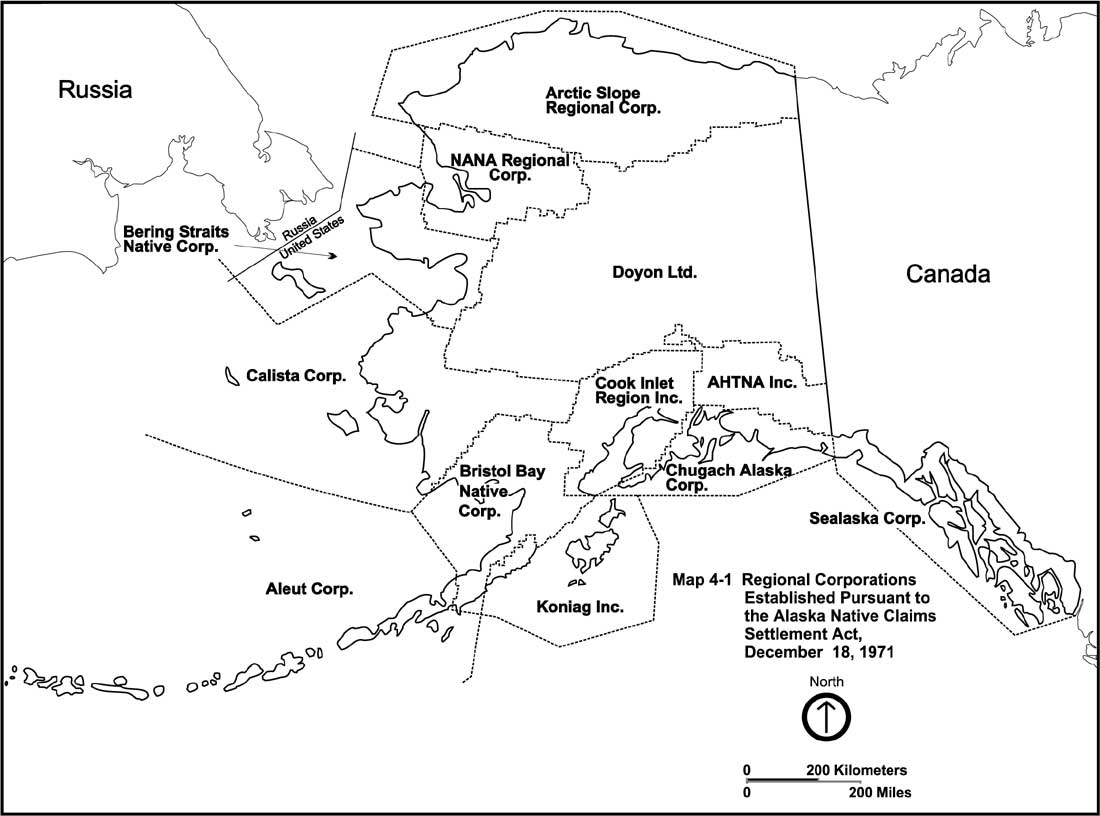 Russia
Arctic Slope
Regional Corp.
NANA Regional
Corp.
Bering Straits
Native Corp.
Russia
United States
Doyon Ltd.
Canada
Calista Corp.
Cook Inlet
Region Inc.
AHTNA Inc.
Bristol Bay
Native
Corp.
Chugach Alaska
Corp.
Sealaska Corp.
Aleut Corp.
Koniag Inc.
Map 4-1 Regional Corporations
Established Pursuant to
the Alaska Native Claims
Settlement Act,
December 18, 1971
North
0 200 Kilometers
0 200 Miles